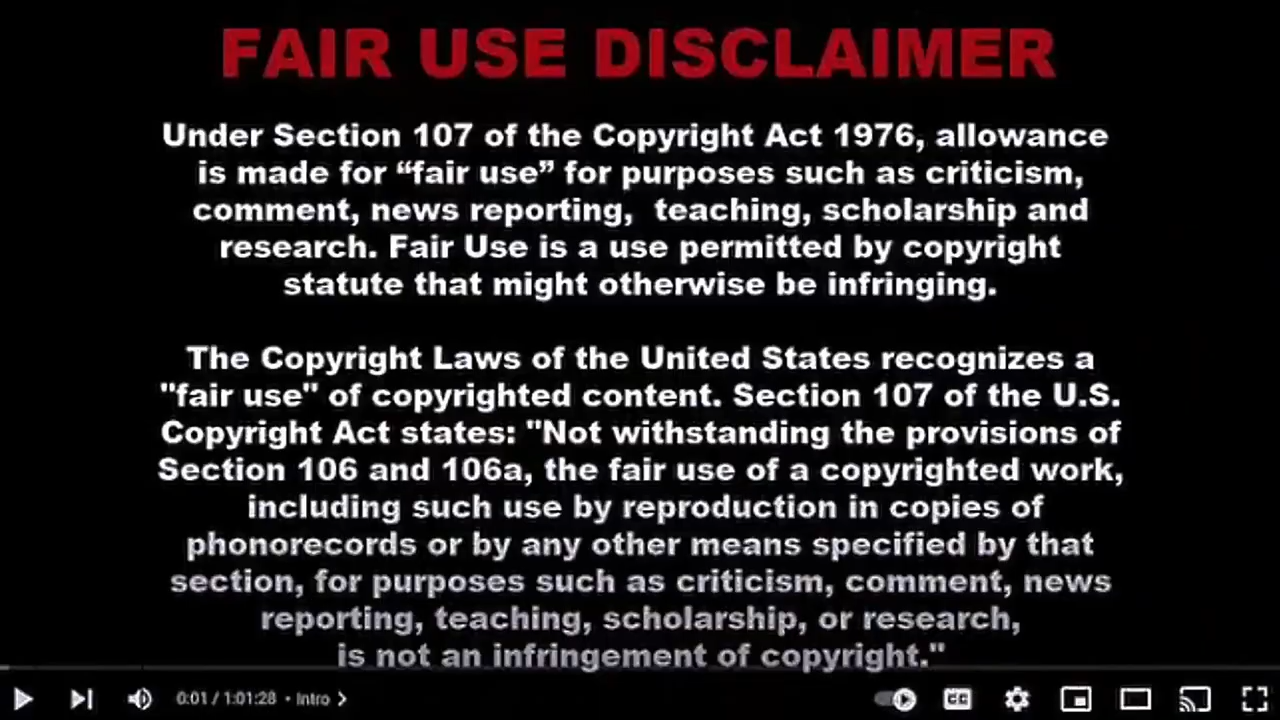 FAIR USE DISCLAIMER
Under Section 107 of the Copyright Act 1976, allowance
is made for “fair use” for purposes such as criticism,
comment, news reporting,  teaching, scholarship and
research. Fair Use is a use permitted by copyright
statute that might otherwise be infringing.
The Copyright Laws of the United States recognizes a
"fair use" of copyrighted content. Section 107 of the U.S.
Copyright Act states: "Not withstanding the provisions of
Section 106 and 106a, the fair use of a copyrighted work,
including such use by reproduction in copies of
phonorecords or by any other means specified by that
section, for purposes such as criticism, comment, news
reporting, teaching, scholarship, or research,
is not an infringement of copyright."
0:01 / 1:01:28 • Intro
CC